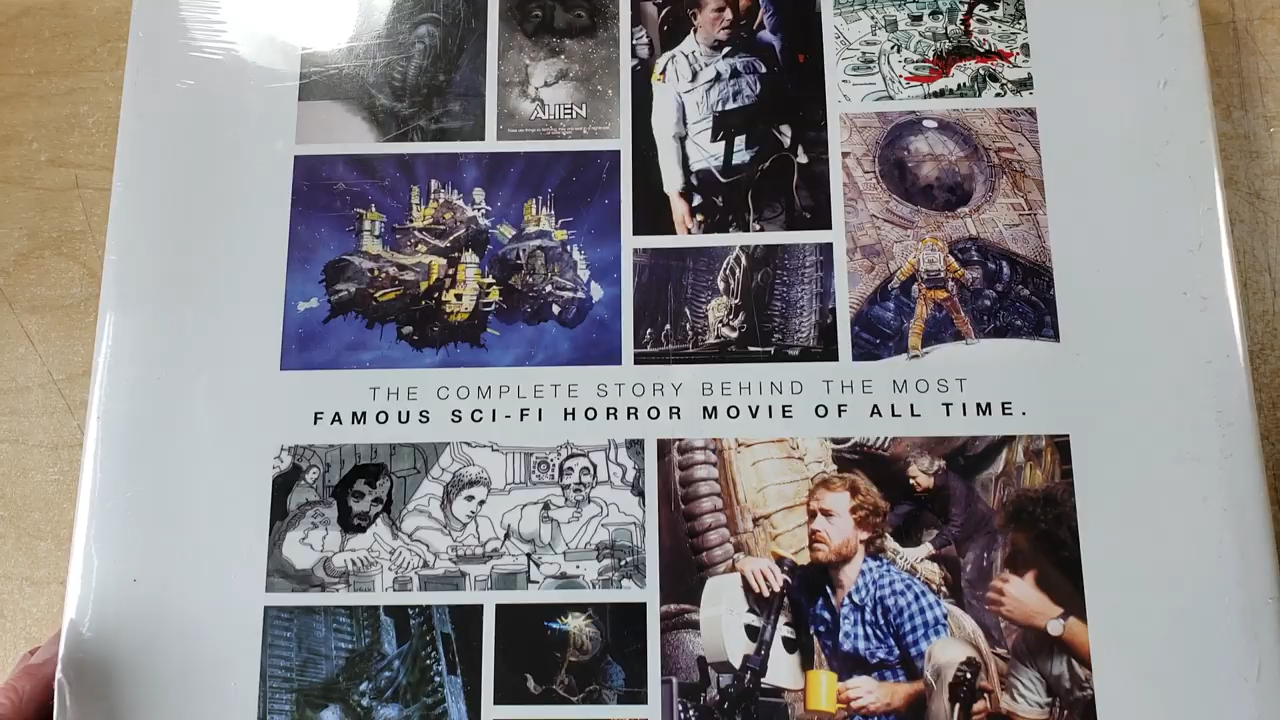 ALIEN
THE COMPLETE STORY BEHIND THE MOST
FAMOUS SCI-FI HORROR MOVIE OF ALL TIME.